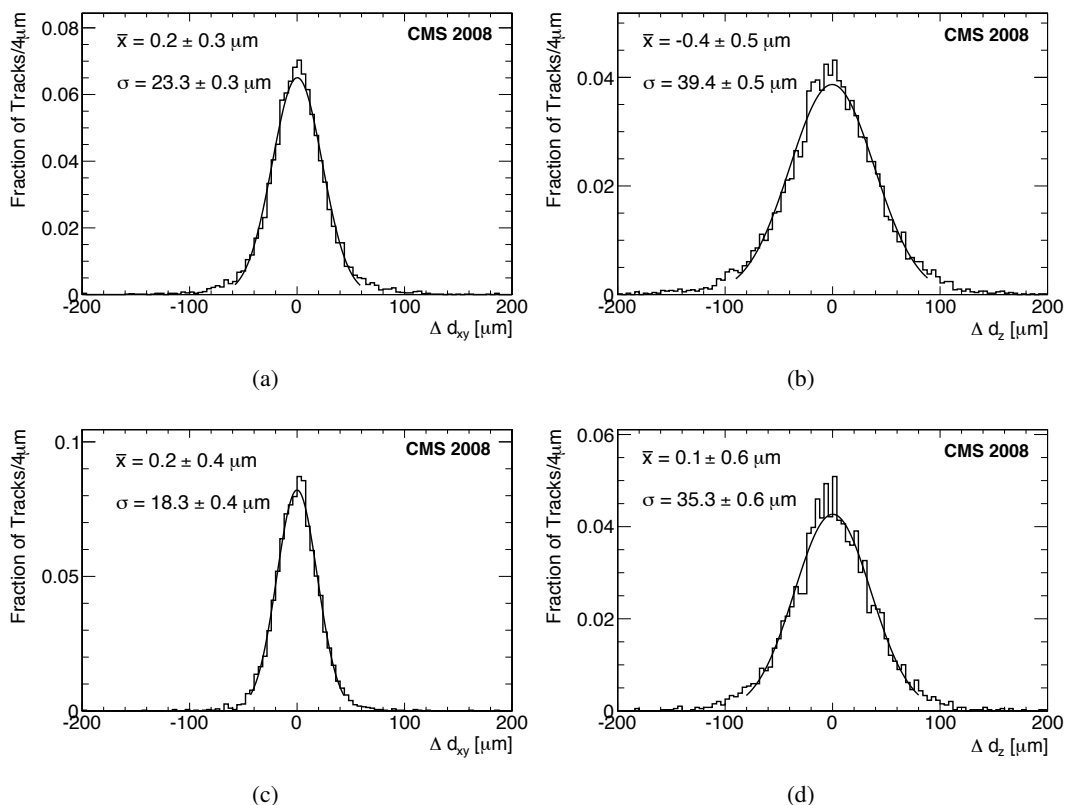 Fraction of Tracks/4μm
0.08
0.06
0.04
0.02
0
x̄ = 0.2 ± 0.3 μm
σ = 23.3 ± 0.3 μm
CMS 2008
-200 -100 0 100 200
Δ d_xy [μm]
(a)
Fraction of Tracks/4μm
0.04
0.02
0
x̄ = -0.4 ± 0.5 μm
σ = 39.4 ± 0.5 μm
CMS 2008
-200 -100 0 100 200
Δ d_z [μm]
(b)
Fraction of Tracks/4μm
0.1
0.05
0
x̄ = 0.2 ± 0.4 μm
σ = 18.3 ± 0.4 μm
CMS 2008
-200 -100 0 100 200
Δ d_xy [μm]
(c)
Fraction of Tracks/4μm
0.06
0.04
0.02
0
x̄ = 0.1 ± 0.6 μm
σ = 35.3 ± 0.6 μm
CMS 2008
-200 -100 0 100 200
Δ d_z [μm]
(d)